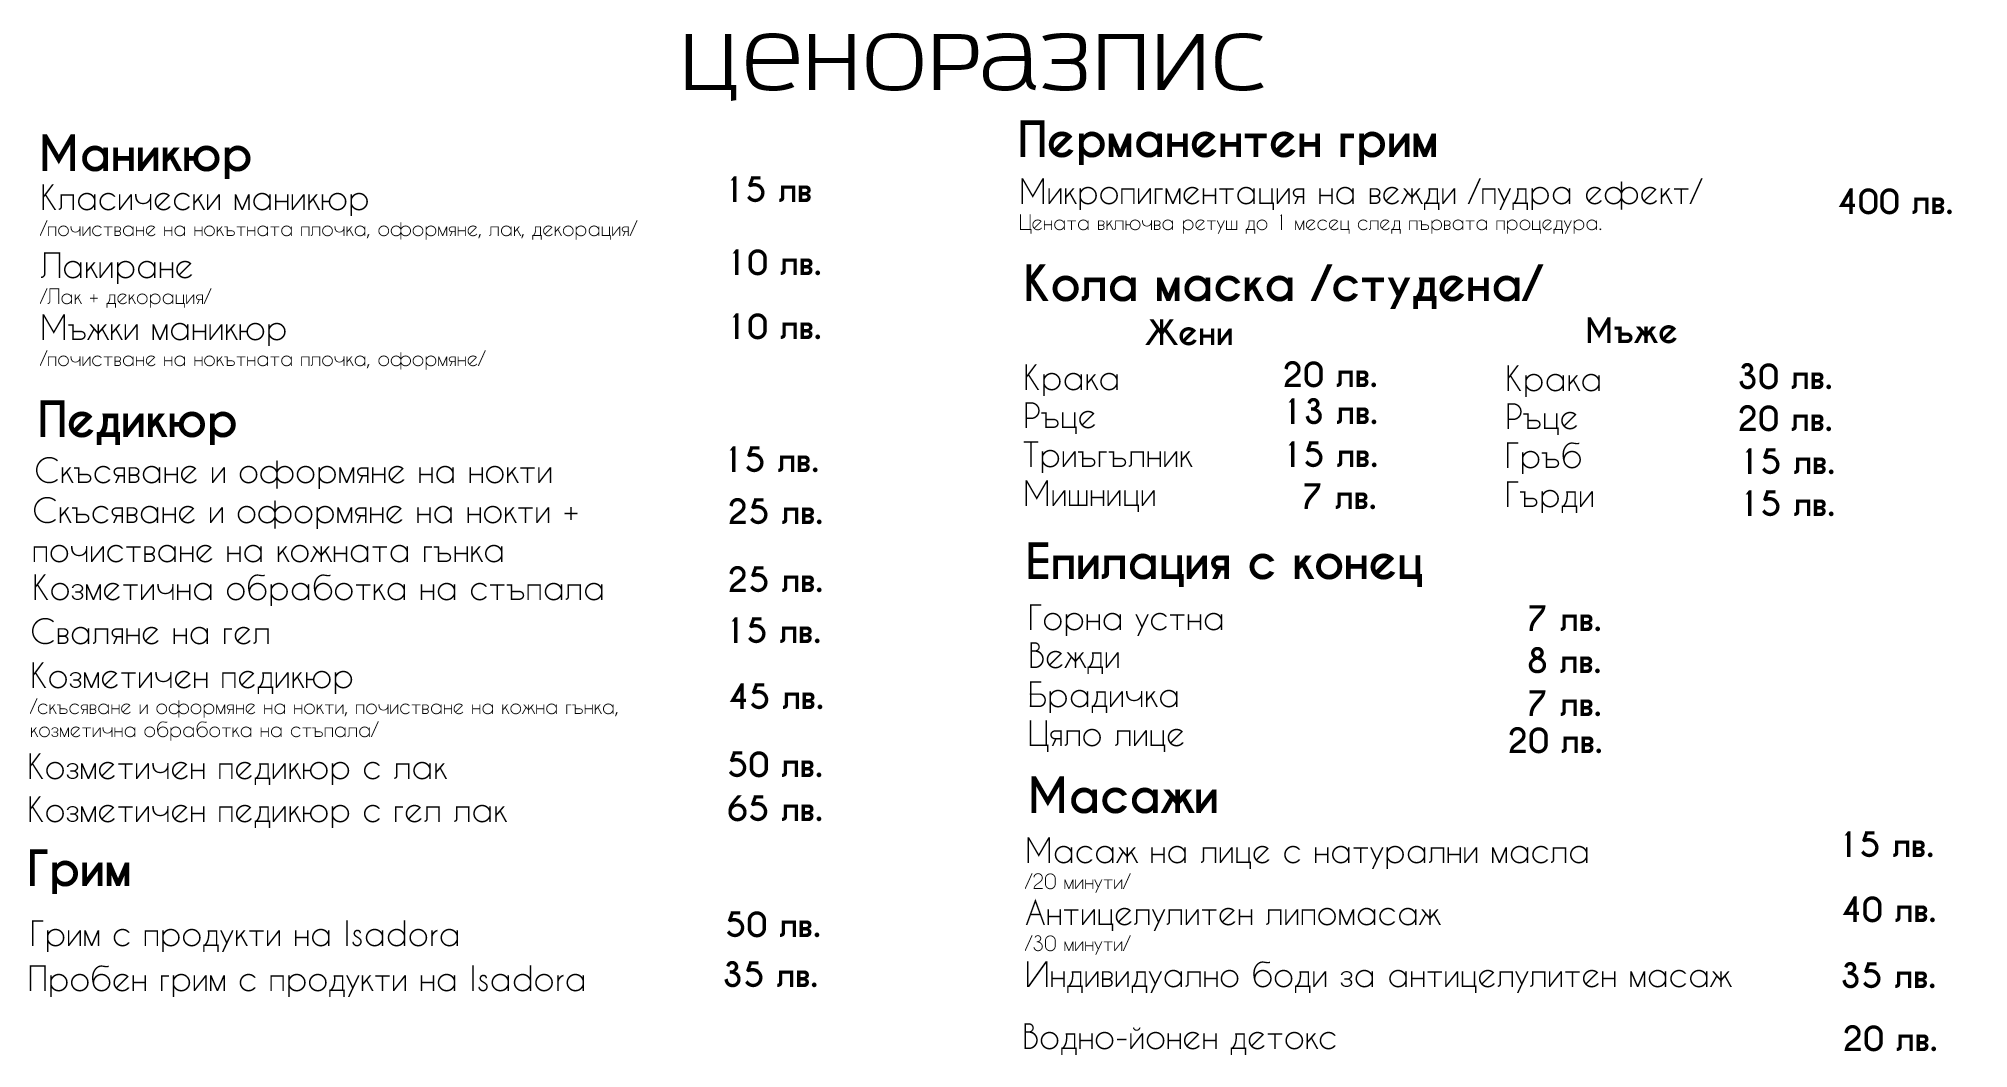 ценоразпис
Маникюр
Класически маникюр 15 лв
/почистване на нокътната плочка, оформяне, лак, декорация/
Лакиране 10 лв.
/Лак + декорация/
Мъжки маникюр 10 лв.
/почистване на нокътната плочка, оформяне/
Педикюр
Скъсяване и оформяне на нокти 15 лв.
Скъсяване и оформяне на нокти + 25 лв.
почистване на кожната гънка
Козметична обработка на стъпала 25 лв.
Сваляне на гел 15 лв.
Козметичен педикюр 45 лв.
/скъсяване и оформяне на нокти, почистване на кожна гънка,
козметична обработка на стъпала/
Козметичен педикюр с лак 50 лв.
Козметичен педикюр с гел лак 65 лв.
Грим
Грим с продукти на Isadora 50 лв.
Пробен грим с продукти на Isadora 35 лв.
Перманентен грим
Микропигментация на вежди /пудра ефект/ 400 лв.
Цената включва ретуш до 1 месец след първата процедура.
Кола маска /студена/
Жени Мъже
Крака 20 лв. Крака 30 лв.
Ръце 13 лв. Ръце 20 лв.
Триъгълник 15 лв. Гръб 15 лв.
Мишници 7 лв. Гърди 15 лв.
Епилация с конец
Горна устна 7 лв.
Вежди 8 лв.
Брадичка 7 лв.
Цяло лице 20 лв.
Масажи
Масаж на лице с натурални масла 15 лв.
/20 минути/
Антицелулитен липомасаж 40 лв.
/30 минути/
Индивидуално боди за антицелулитен масаж 35 лв.
Водно-йонен детокс 20 лв.